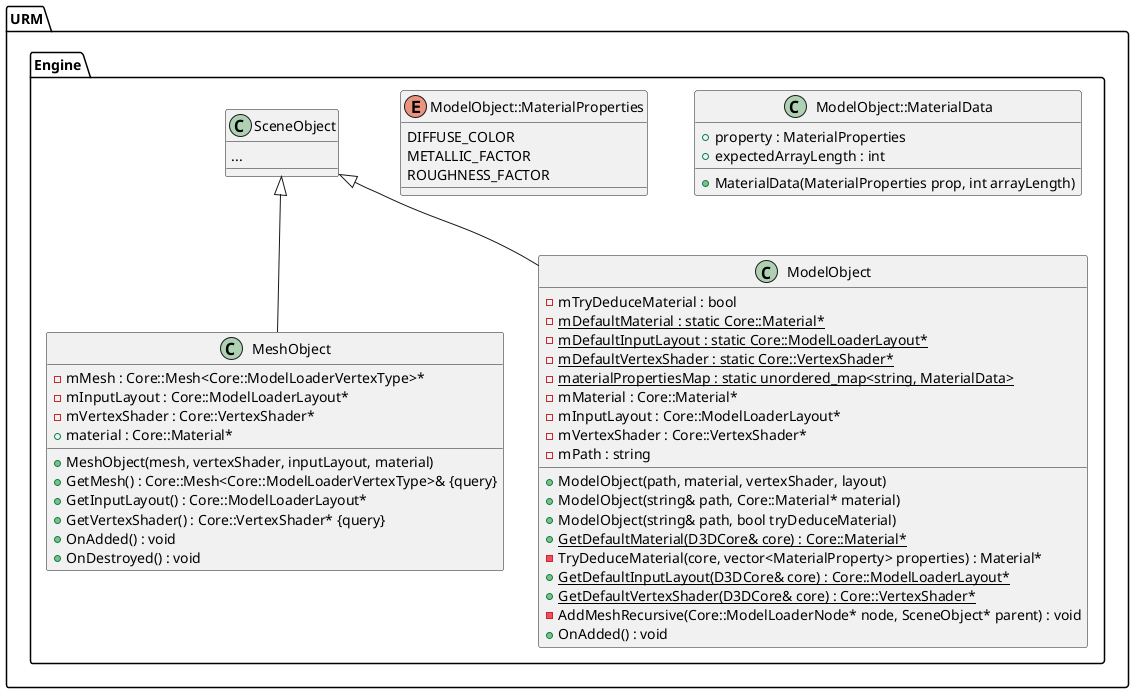 URM
Engine
C SceneObject
...
E ModelObject::MaterialProperties
DIFFUSE_COLOR
METALLIC_FACTOR
ROUGHNESS_FACTOR
C ModelObject::MaterialData
property : MaterialProperties
expectedArrayLength : int
MaterialData(MaterialProperties prop, int arrayLength)
C MeshObject
mMesh : Core::Mesh<Core::ModelLoaderVertexType>*
mInputLayout : Core::ModelLoaderLayout*
mVertexShader : Core::VertexShader*
material : Core::Material*
MeshObject(mesh, vertexShader, inputLayout, material)
GetMesh() : Core::Mesh<Core::ModelLoaderVertexType>& {query}
GetInputLayout() : Core::ModelLoaderLayout*
GetVertexShader() : Core::VertexShader* {query}
OnAdded() : void
OnDestroyed() : void
C ModelObject
mTryDeduceMaterial : bool
mDefaultMaterial : static Core::Material*
mDefaultInputLayout : static Core::ModelLoaderLayout*
mDefaultVertexShader : static Core::VertexShader*
materialPropertiesMap : static unordered_map<string, MaterialData>
mMaterial : Core::Material*
mInputLayout : Core::ModelLoaderLayout*
mVertexShader : Core::VertexShader*
mPath : string
ModelObject(path, material, vertexShader, layout)
ModelObject(string& path, Core::Material* material)
ModelObject(string& path, bool tryDeduceMaterial)
GetDefaultMaterial(D3DCore& core) : Core::Material*
TryDeduceMaterial(core, vector<MaterialProperty> properties) : Material*
GetDefaultInputLayout(D3DCore& core) : Core::ModelLoaderLayout*
GetDefaultVertexShader(D3DCore& core) : Core::VertexShader*
AddMeshRecursive(Core::ModelLoaderNode* node, SceneObject* parent) : void
OnAdded() : void